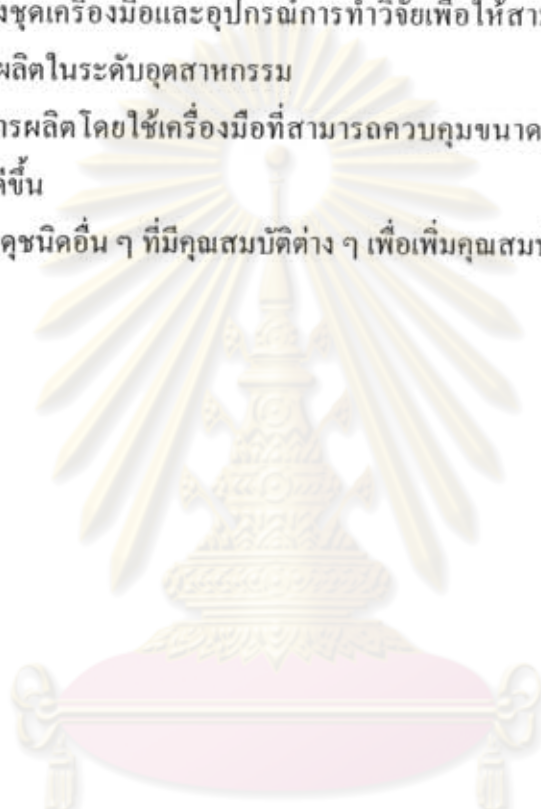 งชุดเครื่องมือและอุปกรณ์การทำวิจัยเพื่อให้สาม
ผลิตในระดับอุตสาหกรรม
ารผลิตโดยใช้เครื่องมือที่สามารถควบคุมขนาด
ดีขึ้น
ดุชนิดอื่น ๆ ที่มีคุณสมบัติต่าง ๆ เพื่อเพิ่มคุณสมบ